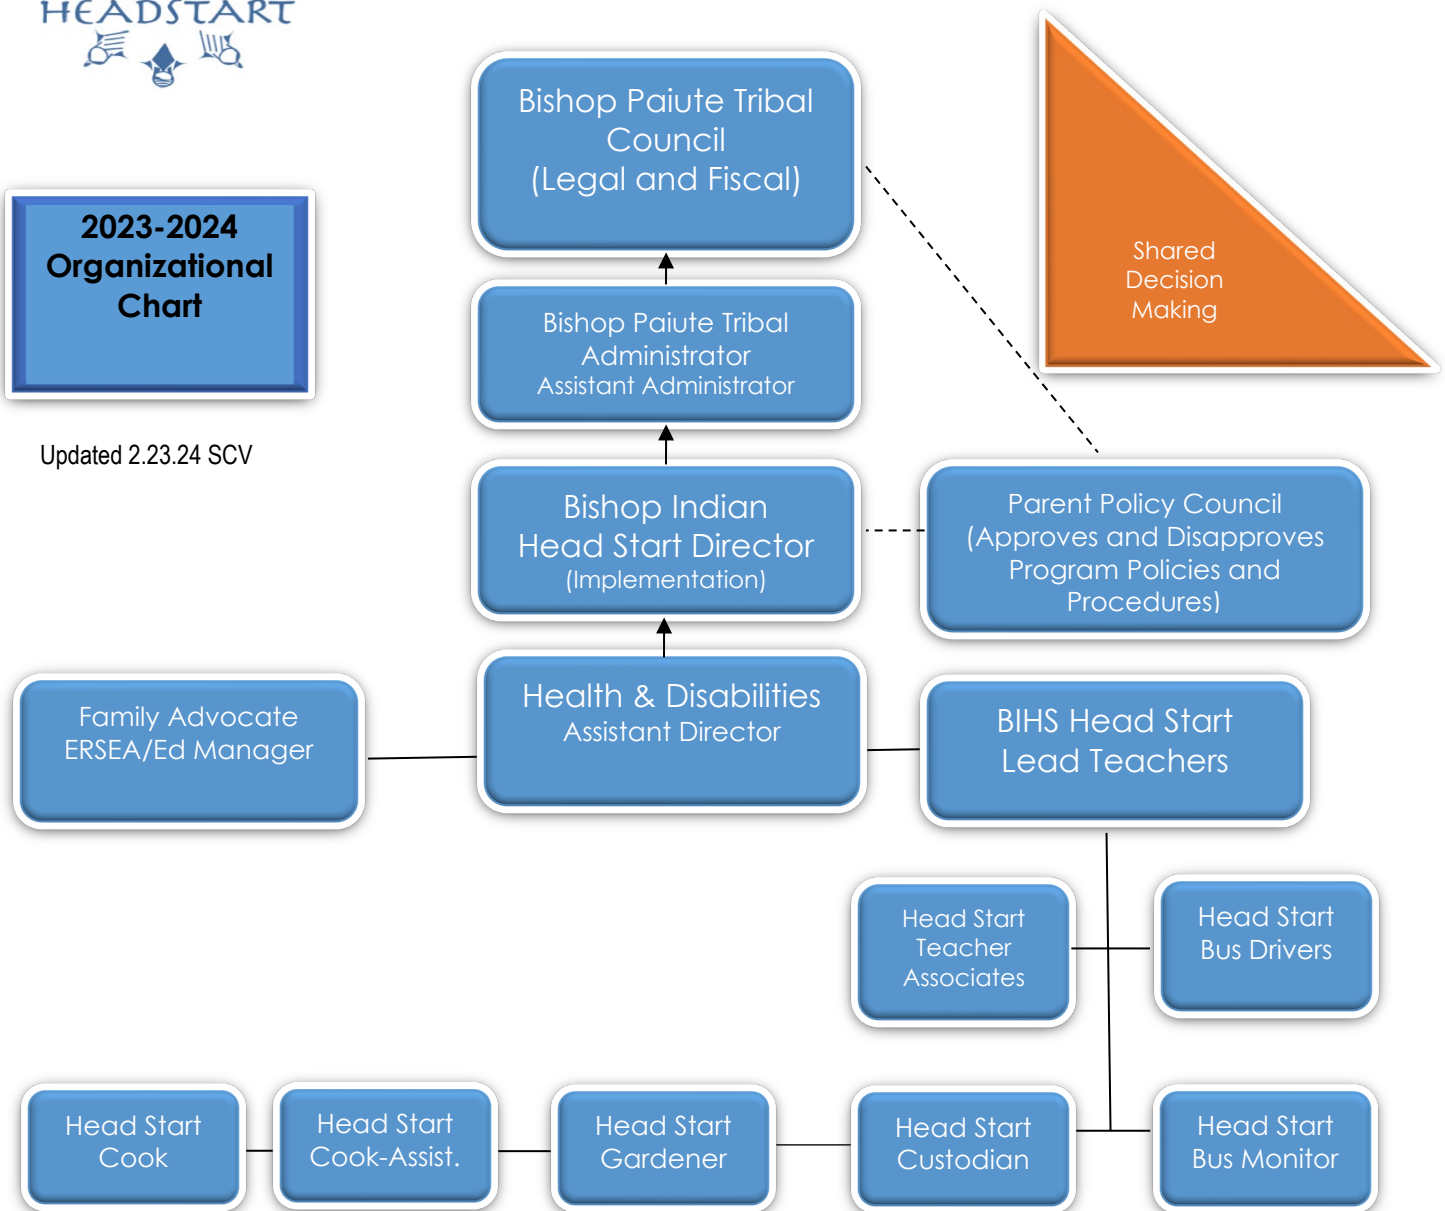 HEADSTART
2023-2024
Organizational
Chart
Updated 2.23.24 SCV
Bishop Paiute Tribal
Council
(Legal and Fiscal)
Shared
Decision
Making
Bishop Paiute Tribal
Administrator
Assistant Administrator
Bishop Indian
Head Start Director
(Implementation)
Parent Policy Council
(Approves and Disapproves
Program Policies and
Procedures)
Family Advocate
ERSEA/Ed Manager
Health & Disabilities
Assistant Director
BIHS Head Start
Lead Teachers
Head Start
Teacher
Associates
Head Start
Bus Drivers
Head Start
Cook
Head Start
Cook-Assist.
Head Start
Gardener
Head Start
Custodian
Head Start
Bus Monitor